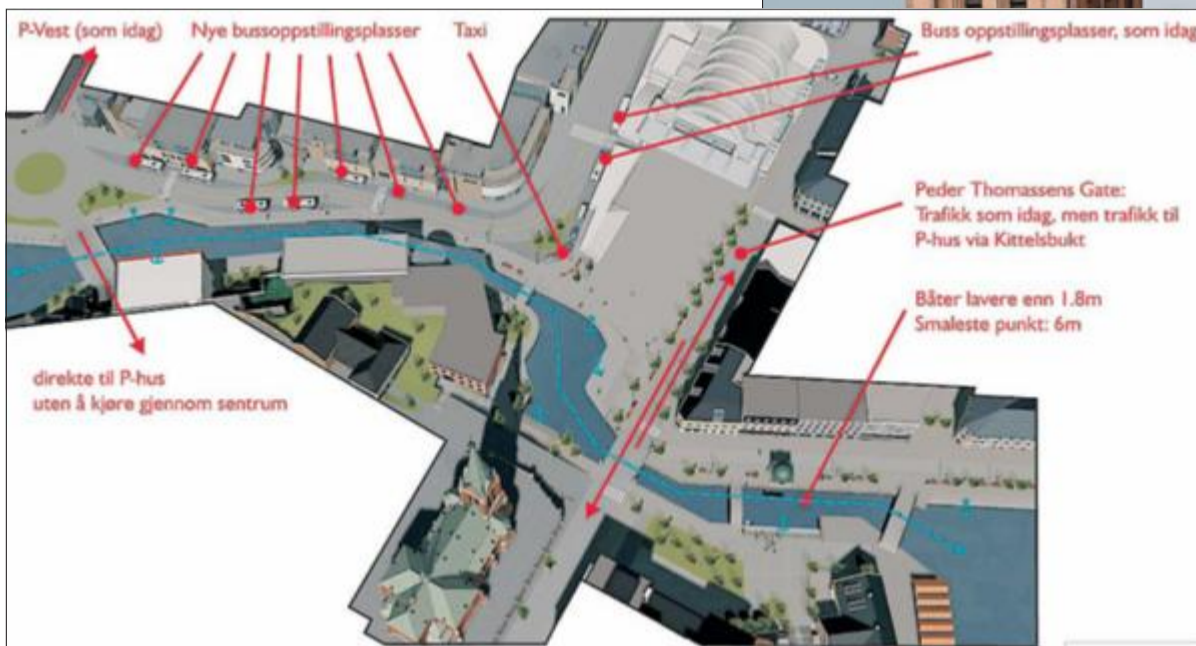 P-Vest (som idag)
Nye bussoppstillingsplasser
Taxi
Buss oppstillingsplasser, som idag
Peder Thomassens Gate:
Trafikk som idag, men trafikk til
P-hus via Kittelsbukt
Båter lavere enn 1.8m
Smaleste punkt: 6m
direkte til P-hus
uten å kjøre gjennom sentrum